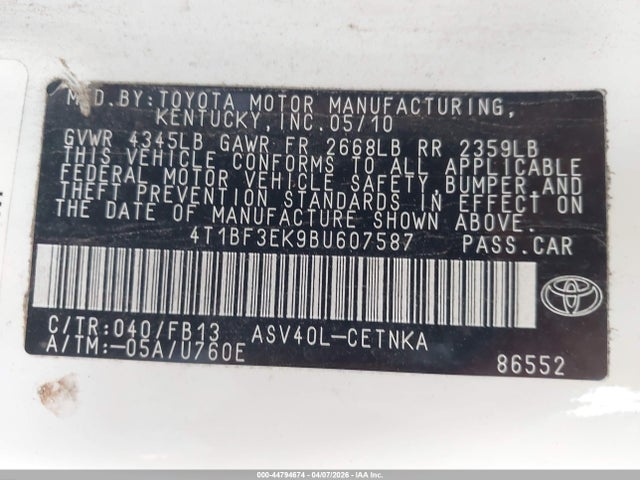 MFD.BY:TOYOTA MOTOR MANUFACTURING,
KENTUCKY,INC.05/10
GVWR 4345LB GAWR FR 2668LB RR 2359LB
THIS VEHICLE CONFORMS TO ALL APPLICABLE
FEDERAL MOTOR VEHICLE SAFETY,BUMPER,AND
THEFT PREVENTION STANDARDS IN EFFECT ON
THE DATE OF MANUFACTURE SHOWN ABOVE.
4T1BF3EK9BU607587 PASS.CAR
C/TR:040/FB13 ASV40L-CETNKA
A/TM:-05A/U760E
86552
TOYOTA
000-44794674 | 04/07/2026 | IAA Inc.